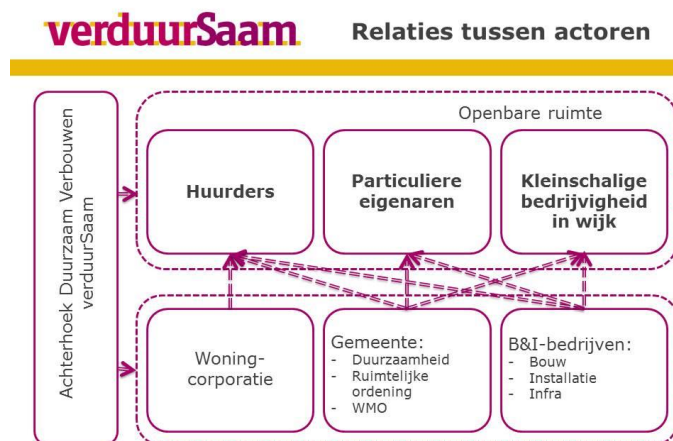 verduurSaam
Relaties tussen actoren
Achterhoek Duurzaam Verbouwen
verduurSaam
Openbare ruimte
Huurders
Particuliere
eigenaren
Kleinschalige
bedrijvigheid
in wijk
Woning-
corporatie
Gemeente:
- Duurzaamheid
- Ruimtelijke
ordening
- WMO
B&I-bedrijven:
- Bouw
- Installatie
- Infra